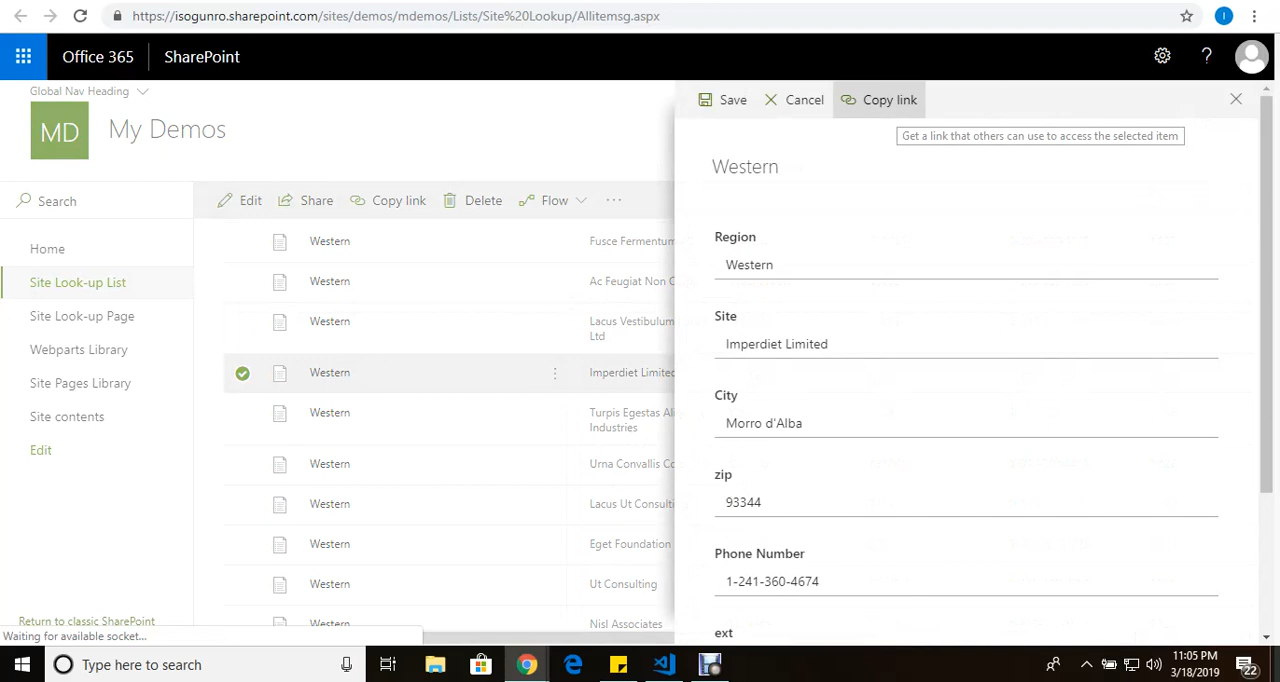 https://isogunro.sharepoint.com/sites/demos/mdemos/Lists/Site%20Lookup/Allitemsg.aspx
I
Office 365
SharePoint
?
Global Nav Heading
MD
My Demos
Search
Home
Site Look-up List
Site Look-up Page
Webparts Library
Site Pages Library
Site contents
Edit
Return to classic SharePoint
Waiting for available socket...
Edit Share Copy link Delete Flow ...
Western Fusce Fermentum
Western Ac Feugiat Non C
Western Lacus Vestibulum
Ltd
Western Imperdiet Limited
Western Turpis Egestas Ali
Industries
Western Urna Convallis Co
Western Lacus Ut Consulti
Western Eget Foundation
Western Ut Consulting
Western Nisl Associates
Save Cancel Copy link
Get a link that others can use to access the selected item
Western
Region
Western
Site
Imperdiet Limited
City
Morro d'Alba
zip
93344
Phone Number
1-241-360-4674
ext
Type here to search
11:05 PM
3/18/2019
22